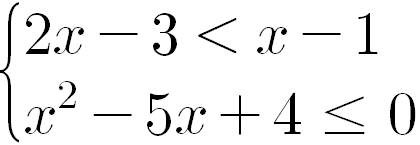 2x − 3 < x − 1
x² − 5x + 4 ≤ 0